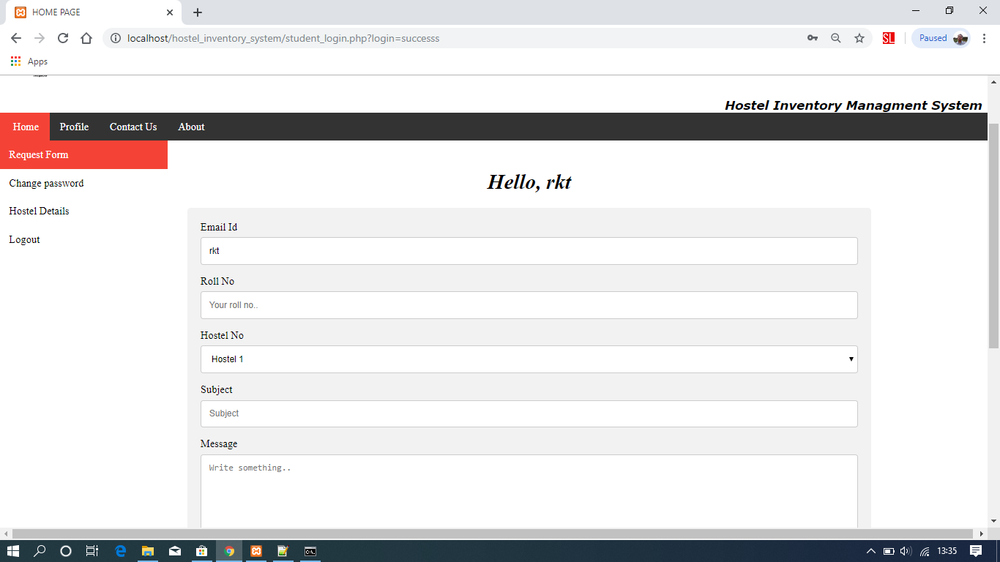 HOME PAGE
localhost/hostel_inventory_system/student_login.php?login=successs
SL
Paused
Apps
Hostel Inventory Managment System
Home Profile Contact Us About
Request Form
Change password
Hostel Details
Logout
Hello, rkt
Email Id
rkt
Roll No
Your roll no..
Hostel No
Hostel 1
Subject
Subject
Message
Write something..
13:35